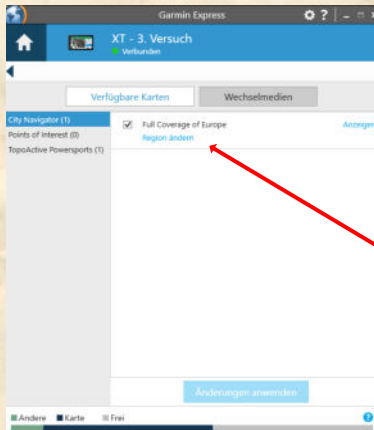 Garmin Express
XT - 3. Versuch
Verbunden
Verfügbare Karten
Wechselmedien
City Navigator (1)
Points of Interest (0)
TopoActive Powersports (1)
Full Coverage of Europe
Anzeigen
Region ändern
Änderungen anwenden
Andere
Karte
Frei